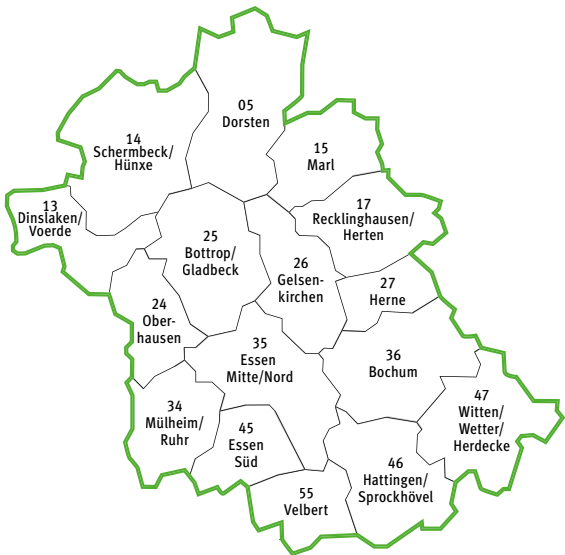 05
Dorsten
14
Schermbeck/
Hünxe
15
Marl
13
Dinslaken/
Voerde
17
Recklinghausen/
Herten
25
Bottrop/
Gladbeck
26
Gelsen-
kirchen
27
Herne
24
Ober-
hausen
35
Essen
Mitte/Nord
36
Bochum
34
Mülheim/
Ruhr
45
Essen
Süd
47
Witten/
Wetter/
Herdecke
46
Hattingen/
Sprockhövel
55
Velbert